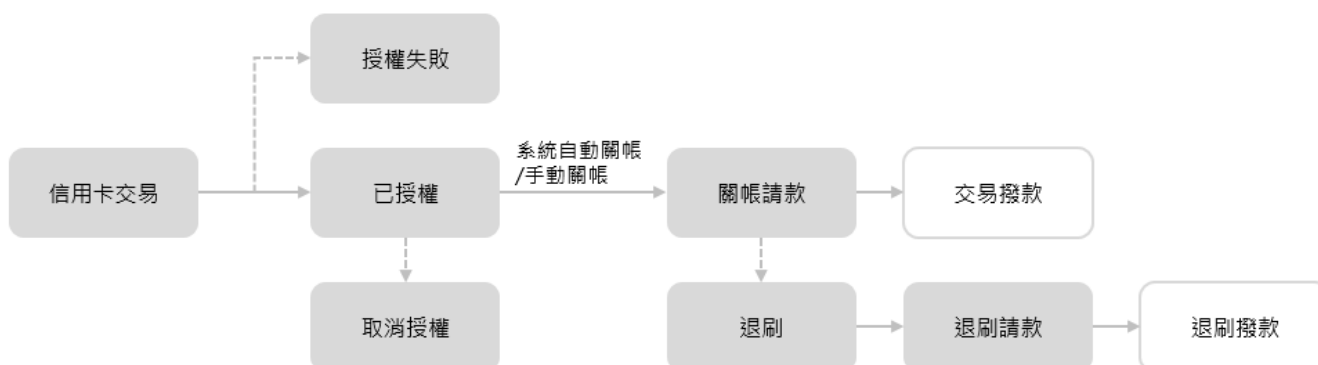 授權失敗
系統自動關帳
/手動關帳
信用卡交易
已授權
關帳請款
交易撥款
取消授權
退刷
退刷請款
退刷撥款